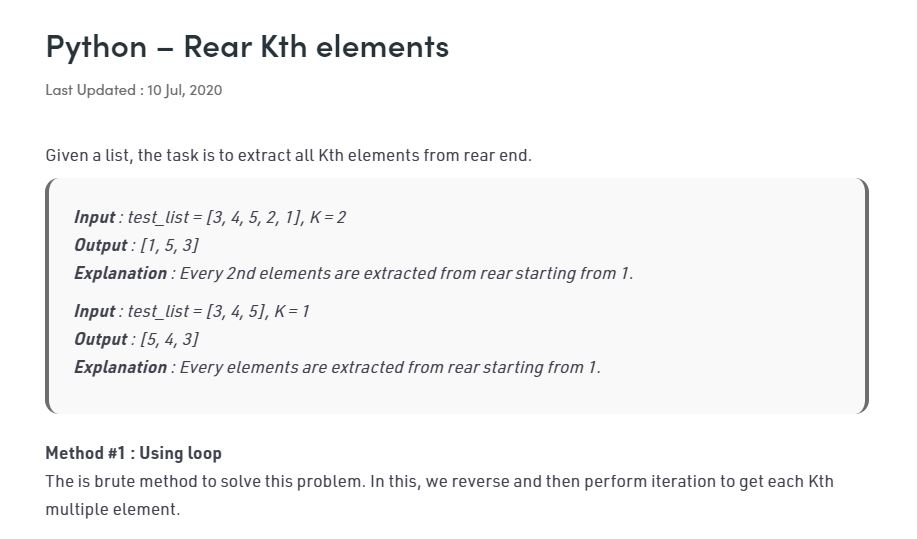 Python – Rear Kth elements
Last Updated : 10 Jul, 2020
Given a list, the task is to extract all Kth elements from rear end.
Input : test_list = [3, 4, 5, 2, 1], K = 2
Output : [1, 5, 3]
Explanation : Every 2nd elements are extracted from rear starting from 1.
Input : test_list = [3, 4, 5], K = 1
Output : [5, 4, 3]
Explanation : Every elements are extracted from rear starting from 1.
Method #1 : Using loop
The is brute method to solve this problem. In this, we reverse and then perform iteration to get each Kth
multiple element.